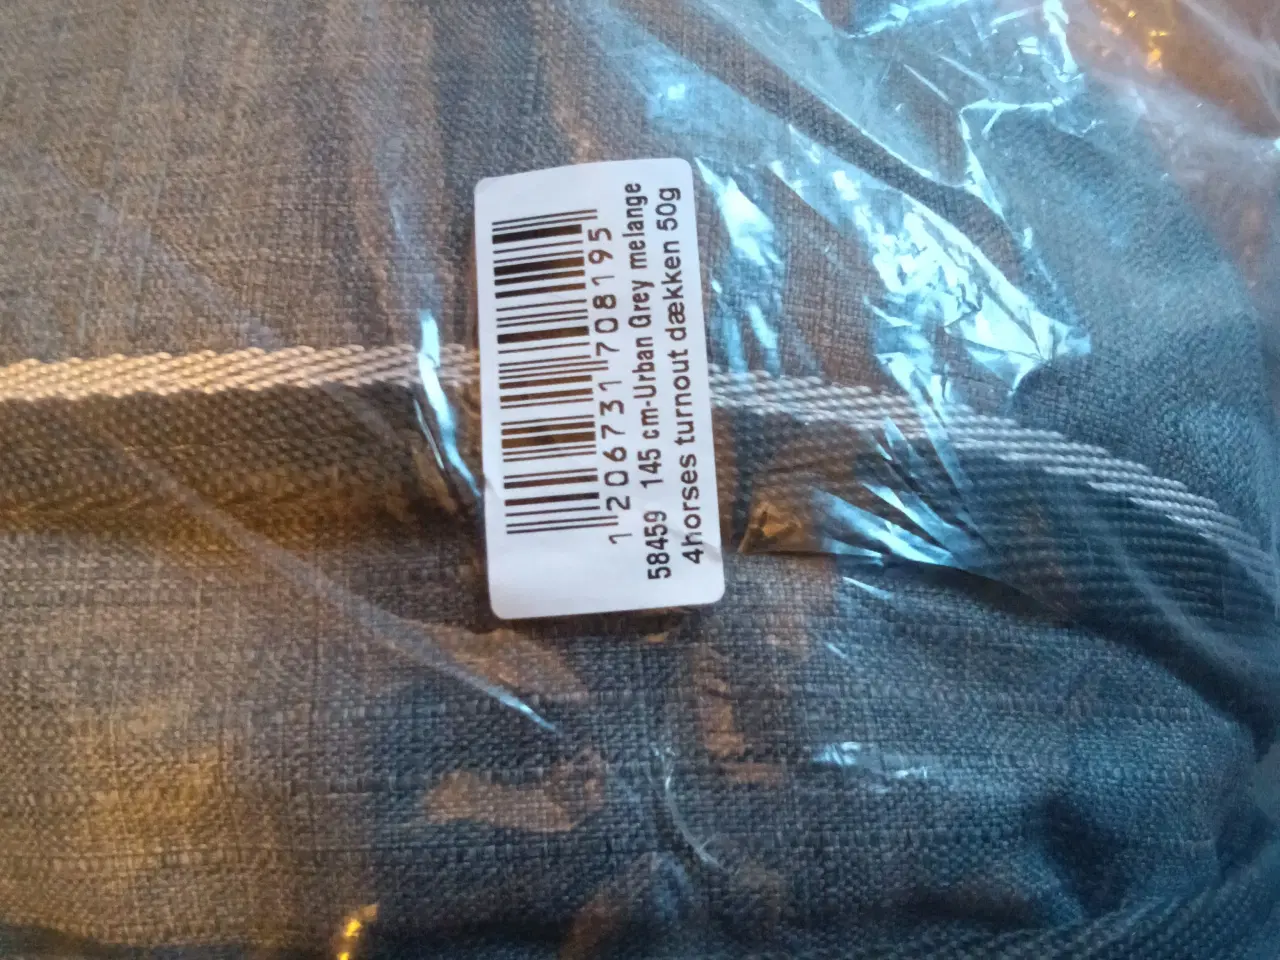 1 206731 708195
58459 145 cm-Urban Grey melange
4horses turnout dækken 50g